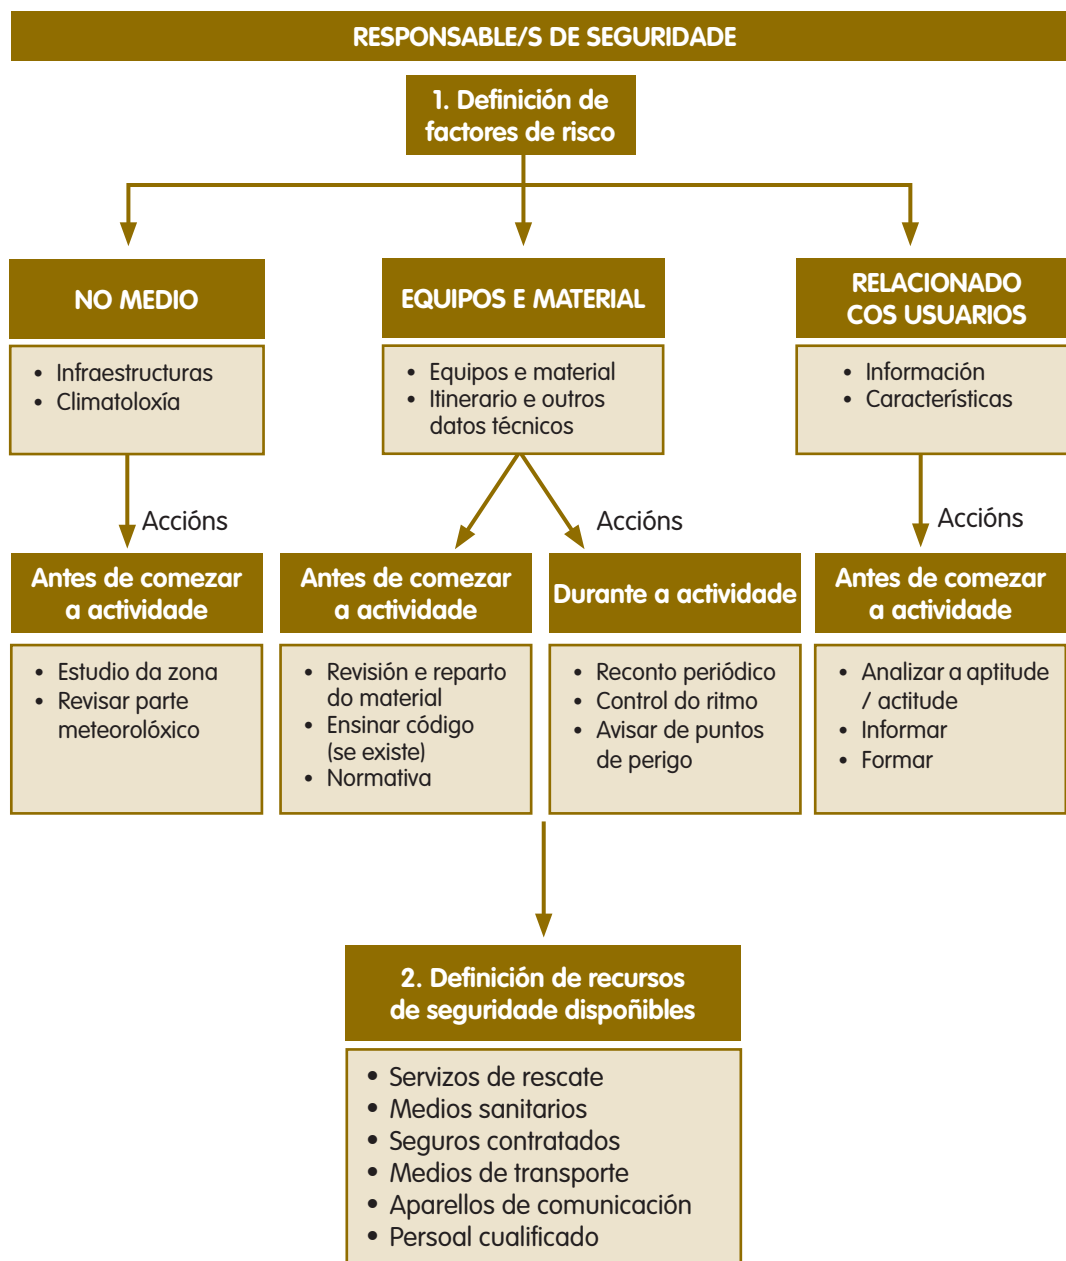 RESPONSABLE/S DE SEGURIDADE
1. Definición de
factores de risco
NO MEDIO
• Infraestructuras
• Climatoloxía
EQUIPOS E MATERIAL
• Equipos e material
• Itinerario e outros
datos técnicos
RELACIONADO
COS USUARIOS
• Información
• Características
Accións
Accións
Accións
Antes de comezar
a actividade
• Estudio da zona
• Revisar parte
meteorolóxico
Antes de comezar
a actividade
• Revisión e reparto
do material
• Ensinar código
(se existe)
• Normativa
Durante a actividade
• Reconto periódico
• Control do ritmo
• Avisar de puntos
de perigo
Antes de comezar
a actividade
• Analizar a aptitude
/ actitude
• Informar
• Formar
2. Definición de recursos
de seguridade dispoñibles
• Servizos de rescate
• Medios sanitarios
• Seguros contratados
• Medios de transporte
• Aparellos de comunicación
• Persoal cualificado